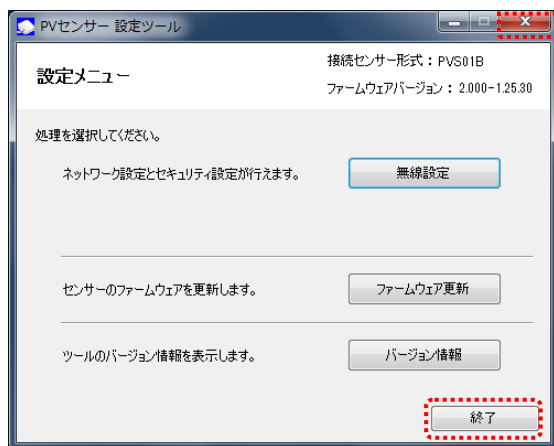 PVセンサー 設定ツール
設定メニュー
接続センサー形式：PVS01B
ファームウェアバージョン：2.000-1.25.30
処理を選択してください。
ネットワーク設定とセキュリティ設定が行えます。
無線設定
センサーのファームウェアを更新します。
ファームウェア更新
ツールのバージョン情報を表示します。
バージョン情報
終了